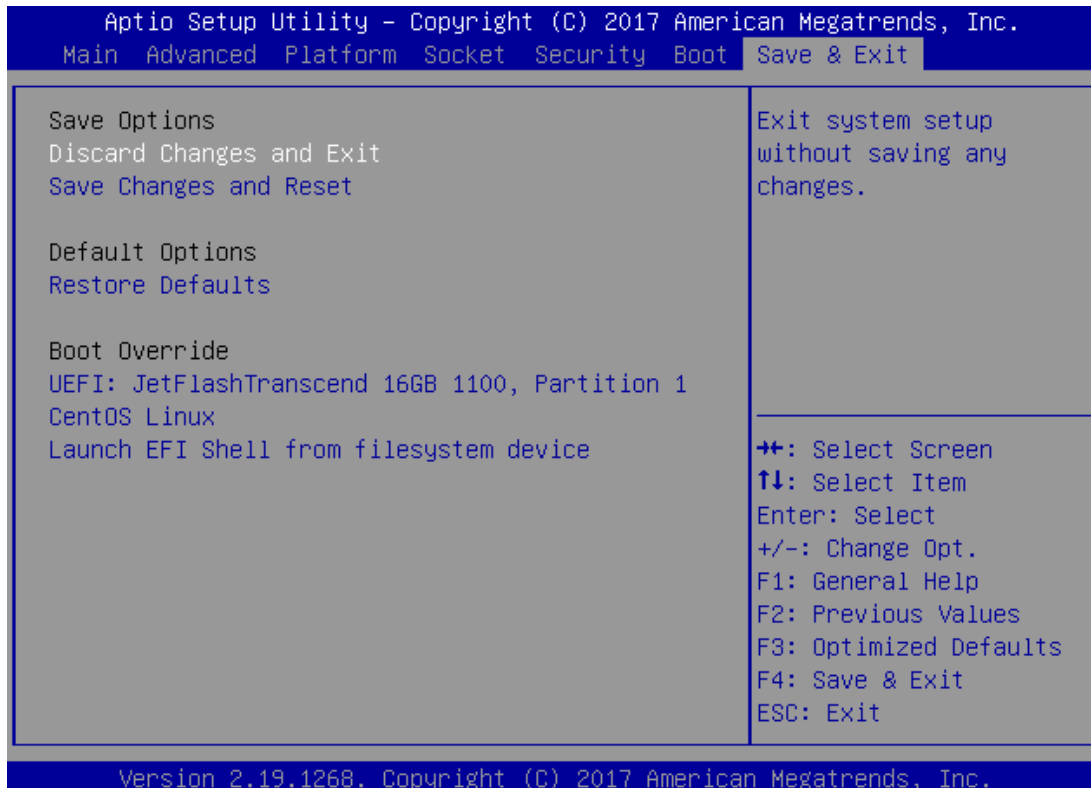 Aptio Setup Utility – Copyright (C) 2017 American Megatrends, Inc.
Main Advanced Platform Socket Security Boot Save & Exit
Save Options
Discard Changes and Exit
Save Changes and Reset
Default Options
Restore Defaults
Boot Override
UEFI: JetFlashTranscend 16GB 1100, Partition 1
CentOS Linux
Launch EFI Shell from filesystem device
Exit system setup
without saving any
changes.
→←: Select Screen
↑↓: Select Item
Enter: Select
+/-: Change Opt.
F1: General Help
F2: Previous Values
F3: Optimized Defaults
F4: Save & Exit
ESC: Exit
Version 2.19.1268. Copyright (C) 2017 American Megatrends, Inc.